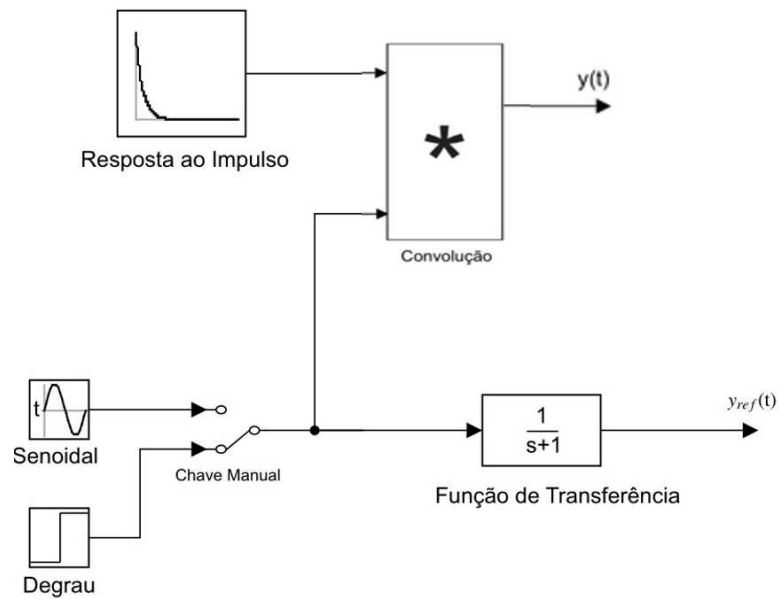 y(t)
*
Resposta ao Impulso
Convolução
t
Senoidal
Chave Manual
1
s+1
y_ref(t)
Função de Transferência
Degrau